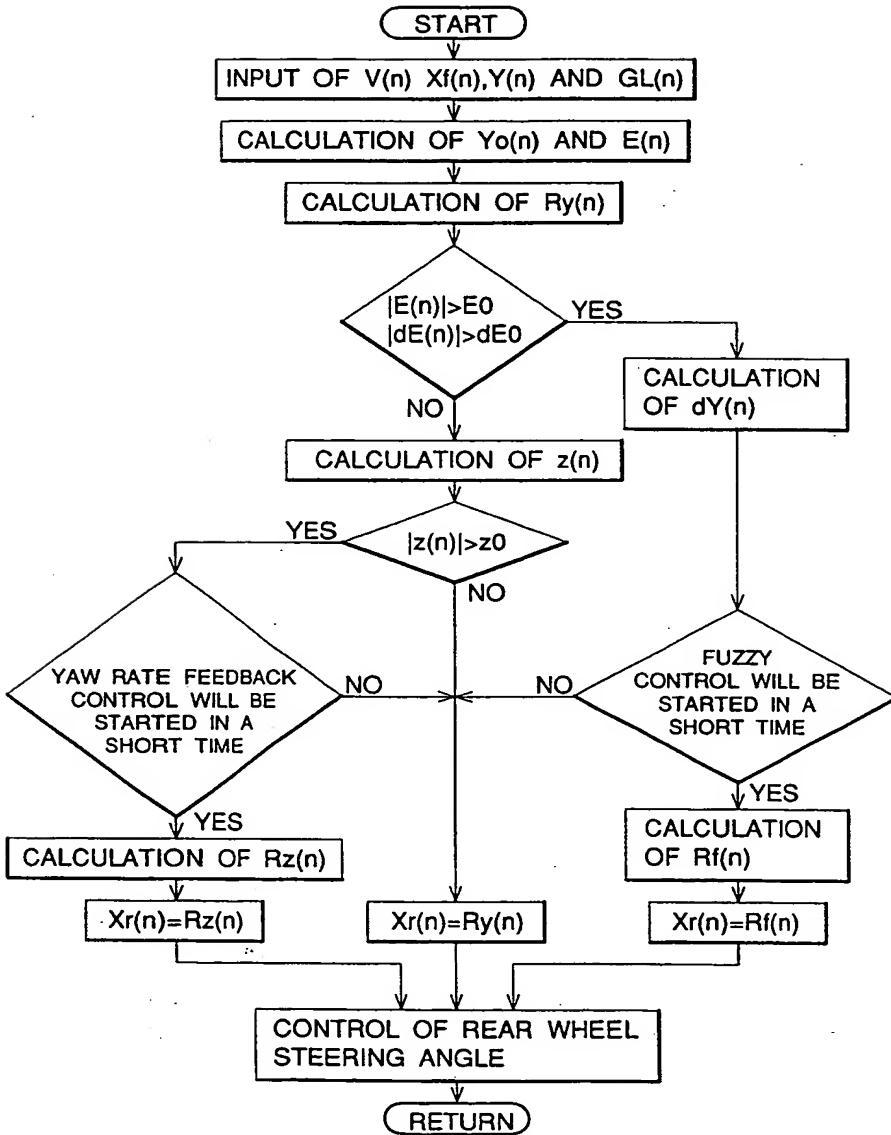 START
INPUT OF V(n) Xf(n),Y(n) AND GL(n)
CALCULATION OF Yo(n) AND E(n)
CALCULATION OF Ry(n)
|E(n)|>E0
|dE(n)|>dE0
YES
NO
CALCULATION
OF dY(n)
CALCULATION OF z(n)
YES
|z(n)|>z0
NO
YAW RATE FEEDBACK
CONTROL WILL BE
STARTED IN A
SHORT TIME
NO
NO
FUZZY
CONTROL WILL BE
STARTED IN A
SHORT TIME
YES
YES
CALCULATION OF Rz(n)
CALCULATION
OF Rf(n)
Xr(n)=Rz(n)
Xr(n)=Ry(n)
Xr(n)=Rf(n)
CONTROL OF REAR WHEEL
STEERING ANGLE
RETURN